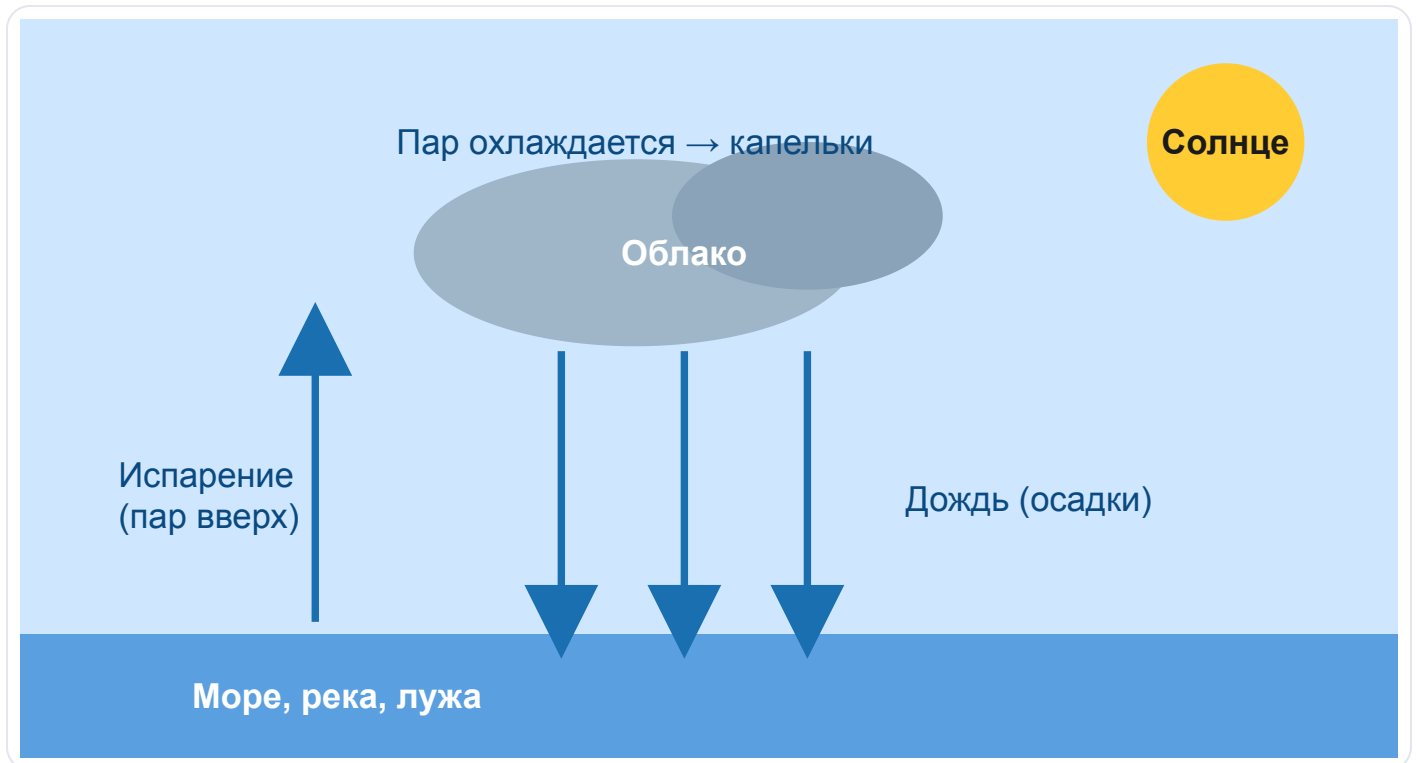 Пар охлаждается → капельки
Солнце
Облако
Испарение
(пар вверх)
Дождь (осадки)
Море, река, лужа